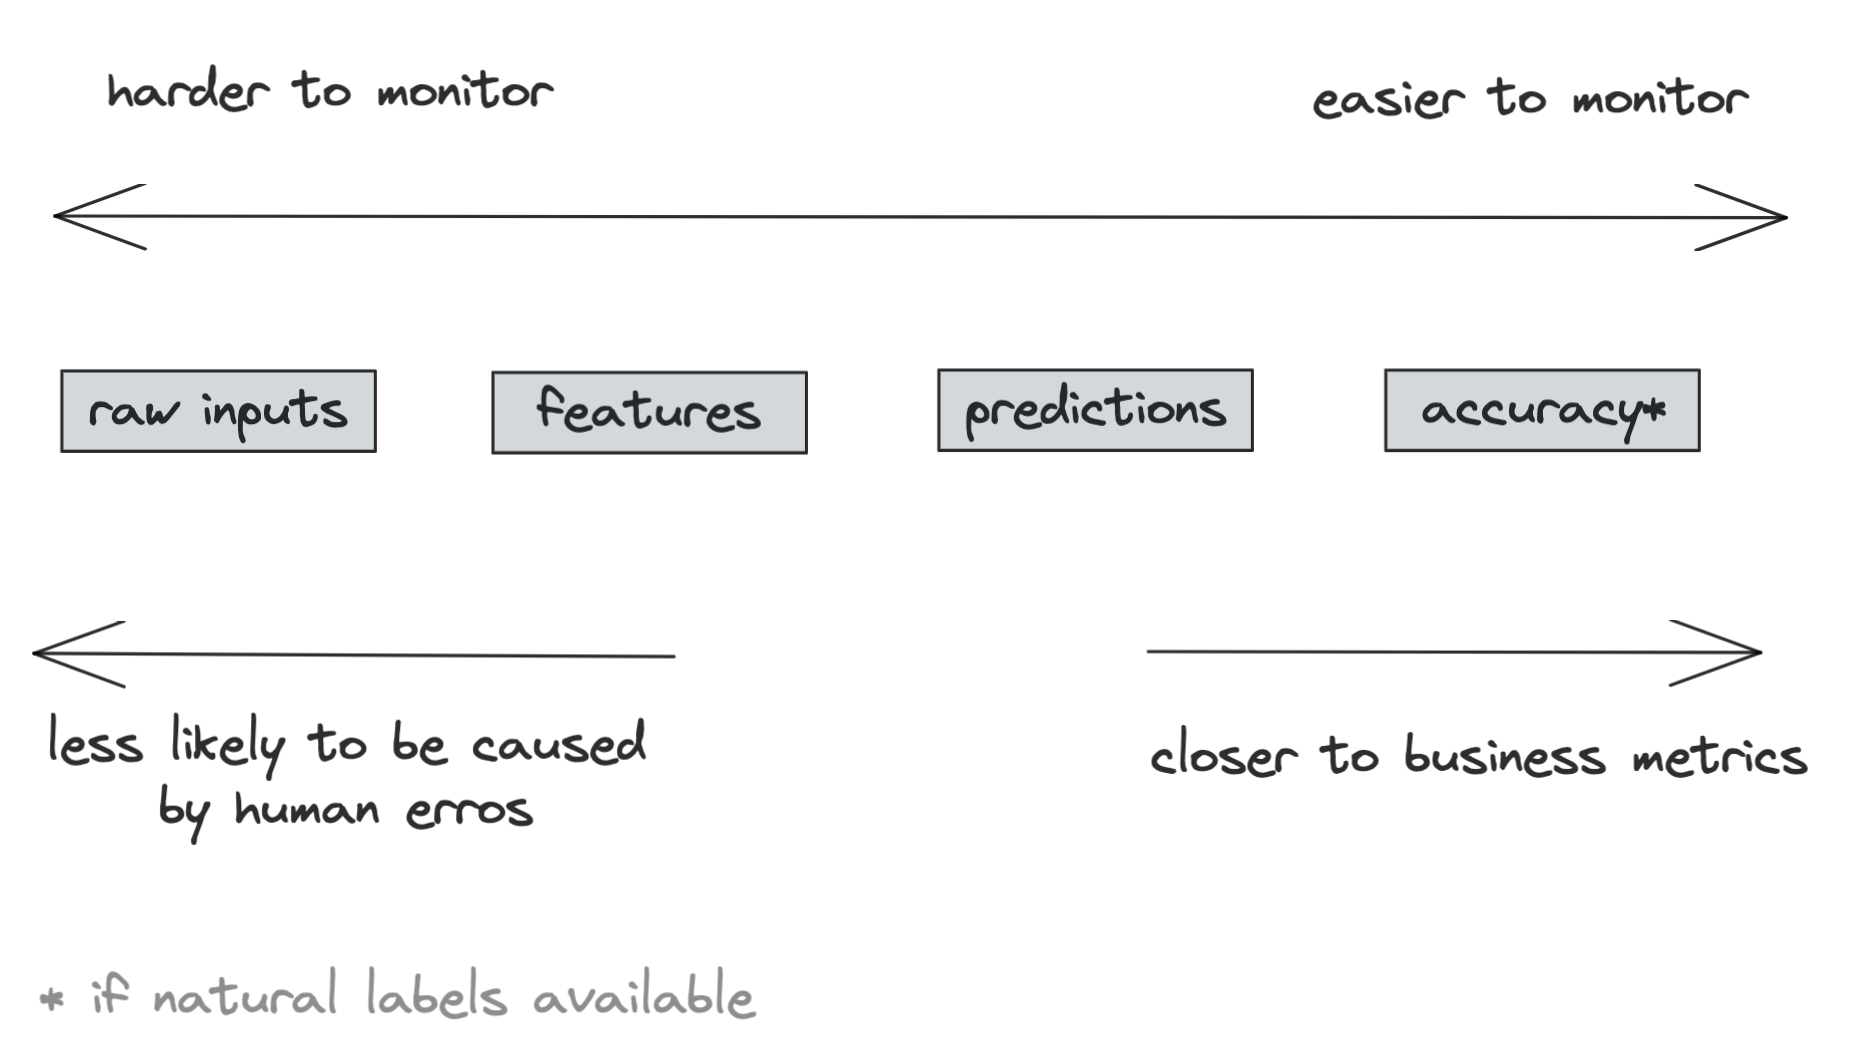 harder to monitor
easier to monitor
raw inputs
features
predictions
accuracy*
less likely to be caused
by human erros
closer to business metrics
* if natural labels available